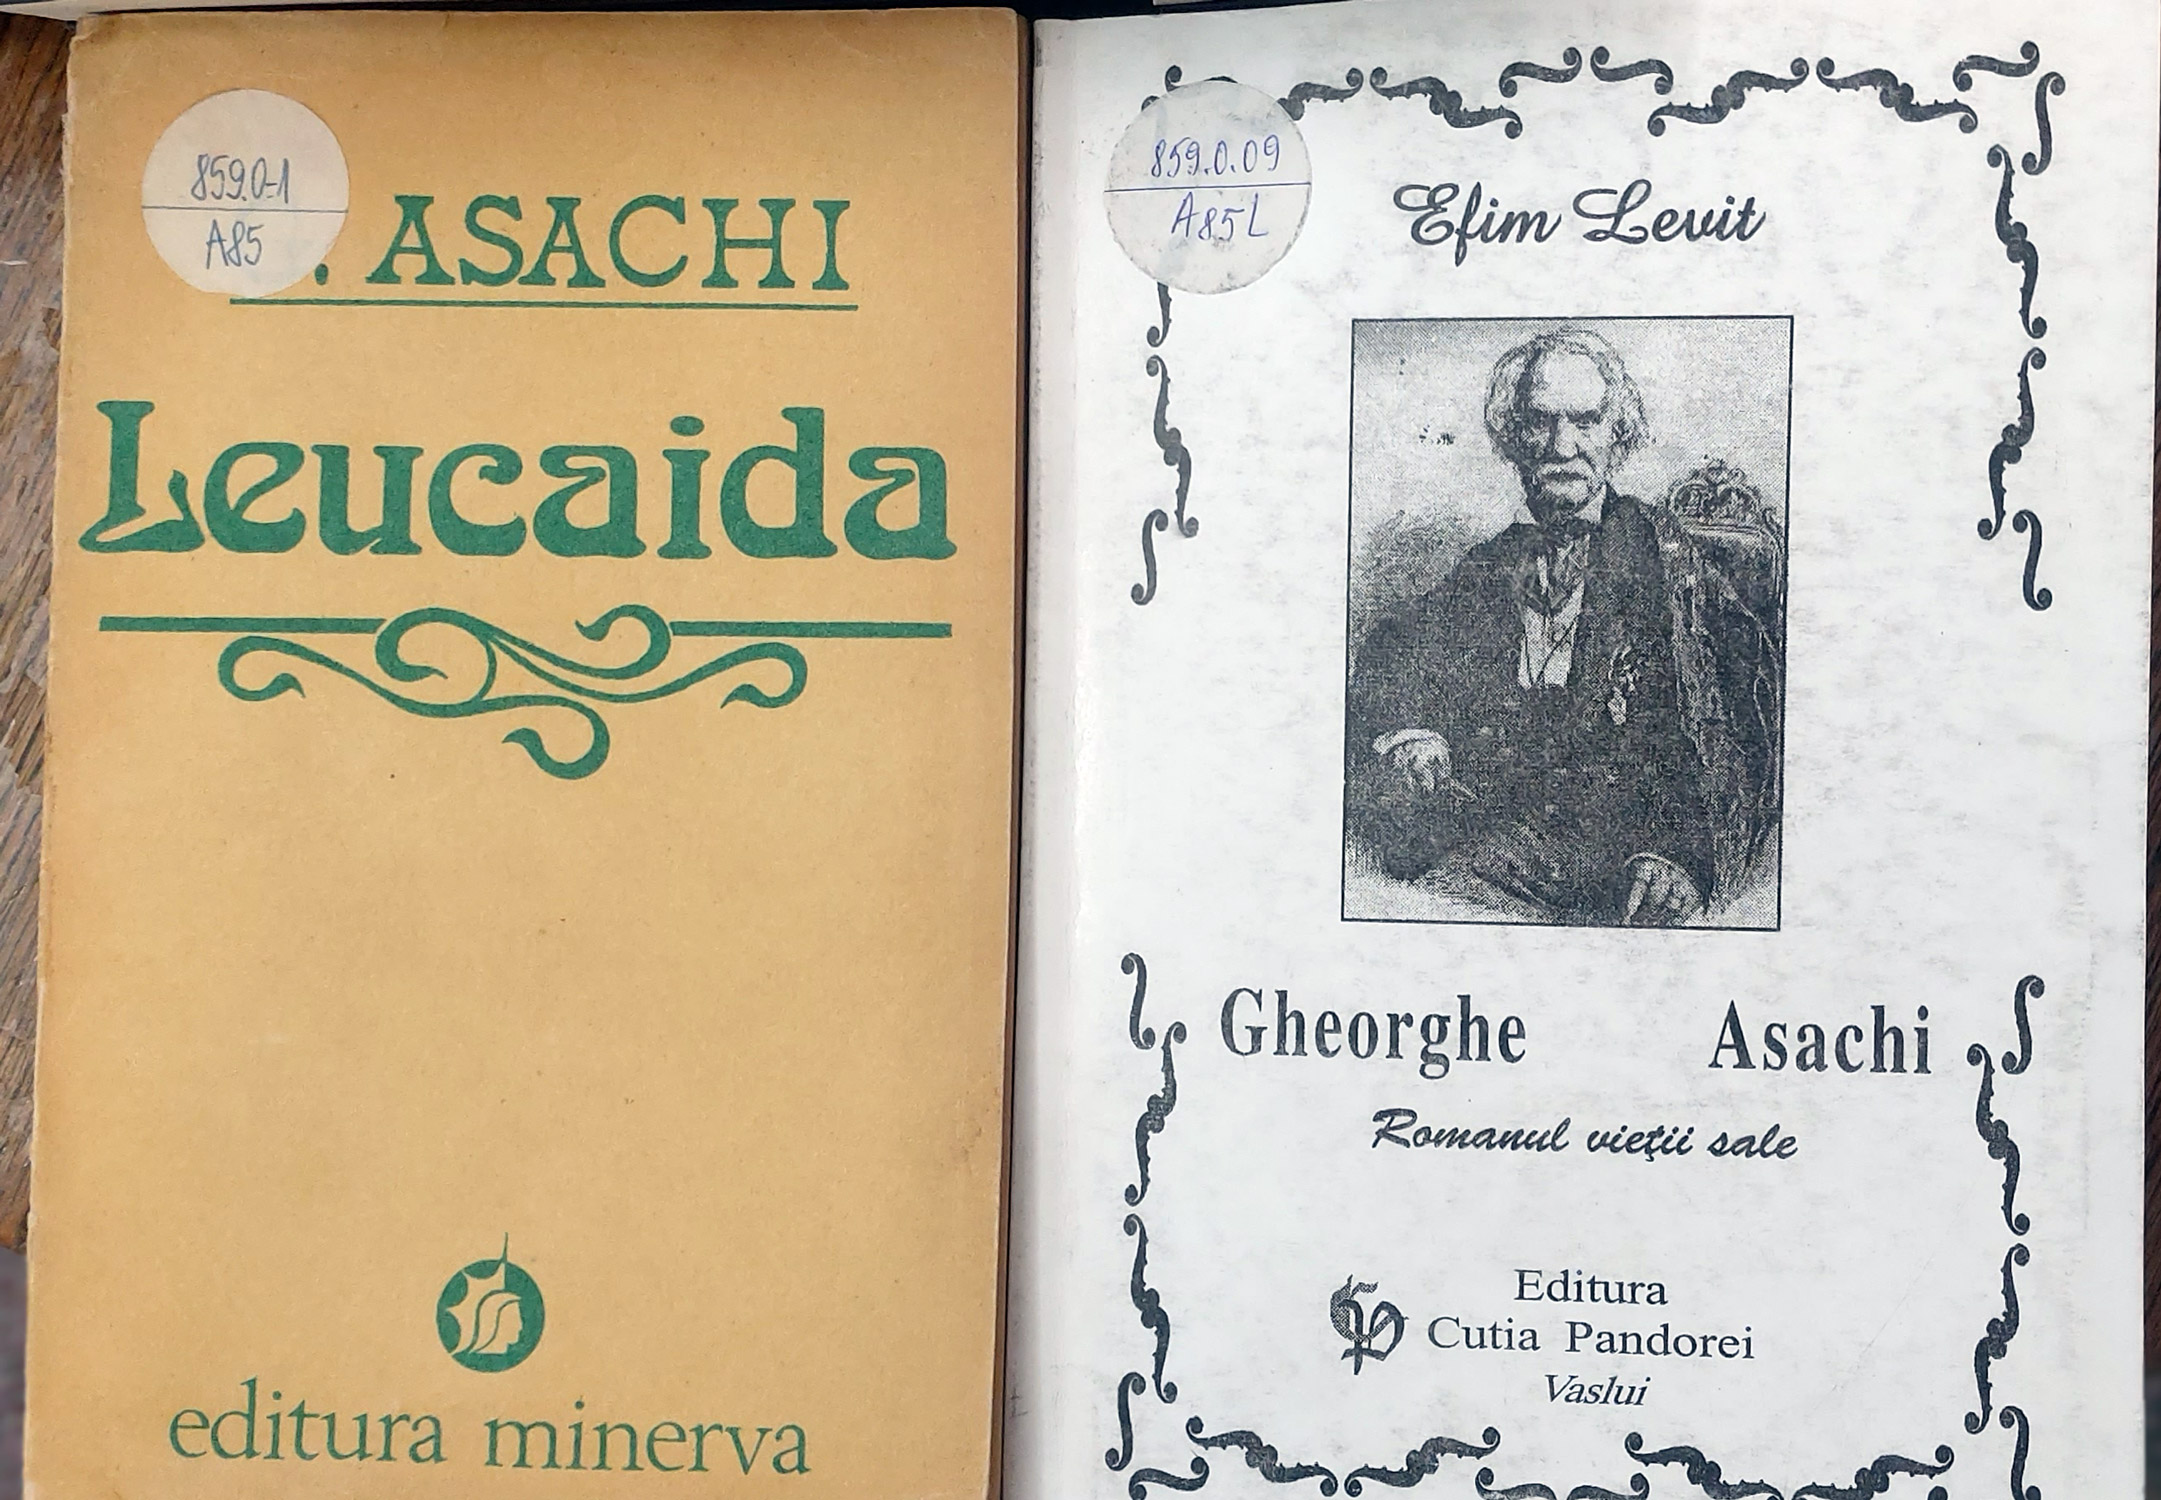 859.0-1
A85
. ASACHI
Leucaida
editura minerva
859.0.09
A85L
Efim Levit
Gheorghe Asachi
Romanul vieţii sale
Editura
Cutia Pandorei
Vaslui